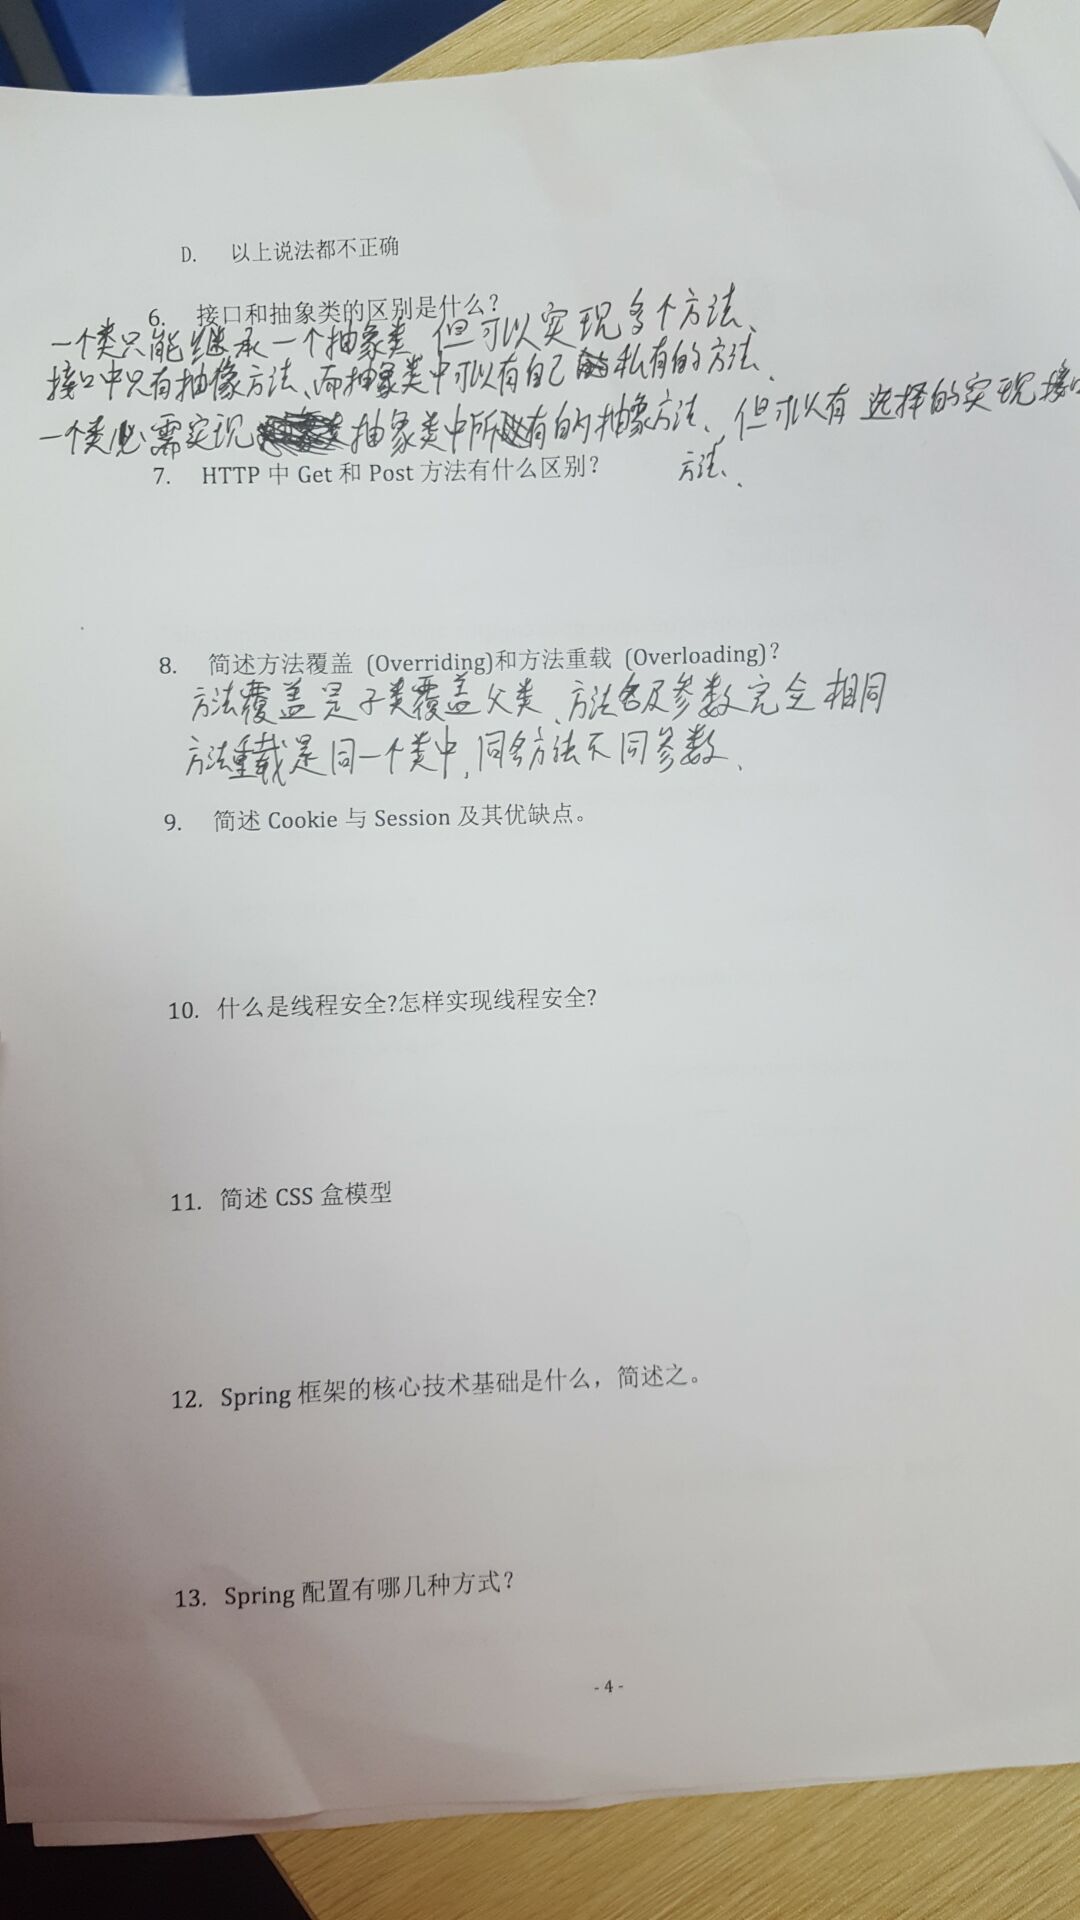 D. 以上说法都不正确
6. 接口和抽象类的区别是什么?
一个类只能继承一个抽象类 但可以实现多个方法、
接口中只有抽像方法、而抽象类中可以有自己私有的方法、
一个类必需实现 抽象类中所有的抽像方法、但可以有 选择的实现接口
方法、
7. HTTP 中 Get 和 Post 方法有什么区别?
8. 简述方法覆盖 (Overriding)和方法重载 (Overloading)?
方法覆盖是子类覆盖父类、方法名及参数完全相同
方法重载是同一个类中,同名方法不同参数、
9. 简述 Cookie 与 Session 及其优缺点。
10. 什么是线程安全?怎样实现线程安全?
11. 简述 CSS 盒模型
12. Spring 框架的核心技术基础是什么，简述之。
13. Spring 配置有哪几种方式?
- 4 -